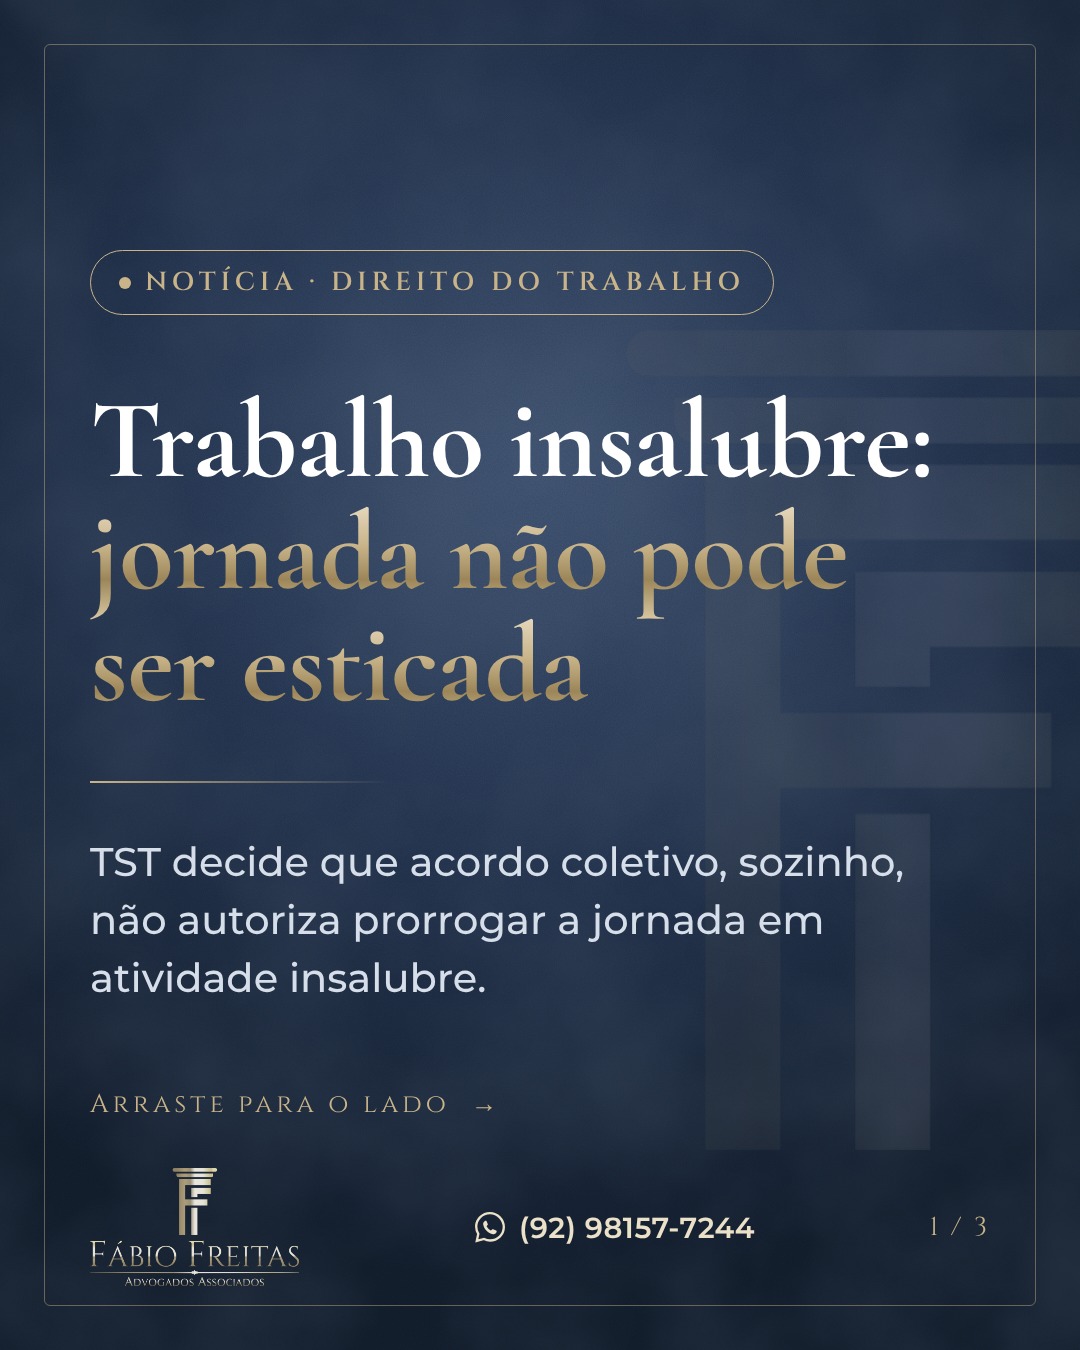 • NOTÍCIA · DIREITO DO TRABALHO
Trabalho insalubre:
jornada não pode
ser esticada
TST decide que acordo coletivo, sozinho,
não autoriza prorrogar a jornada em
atividade insalubre.
ARRASTE PARA O LADO →
FÁBIO FREITAS
ADVOGADOS ASSOCIADOS
(92) 98157-7244
1 / 3